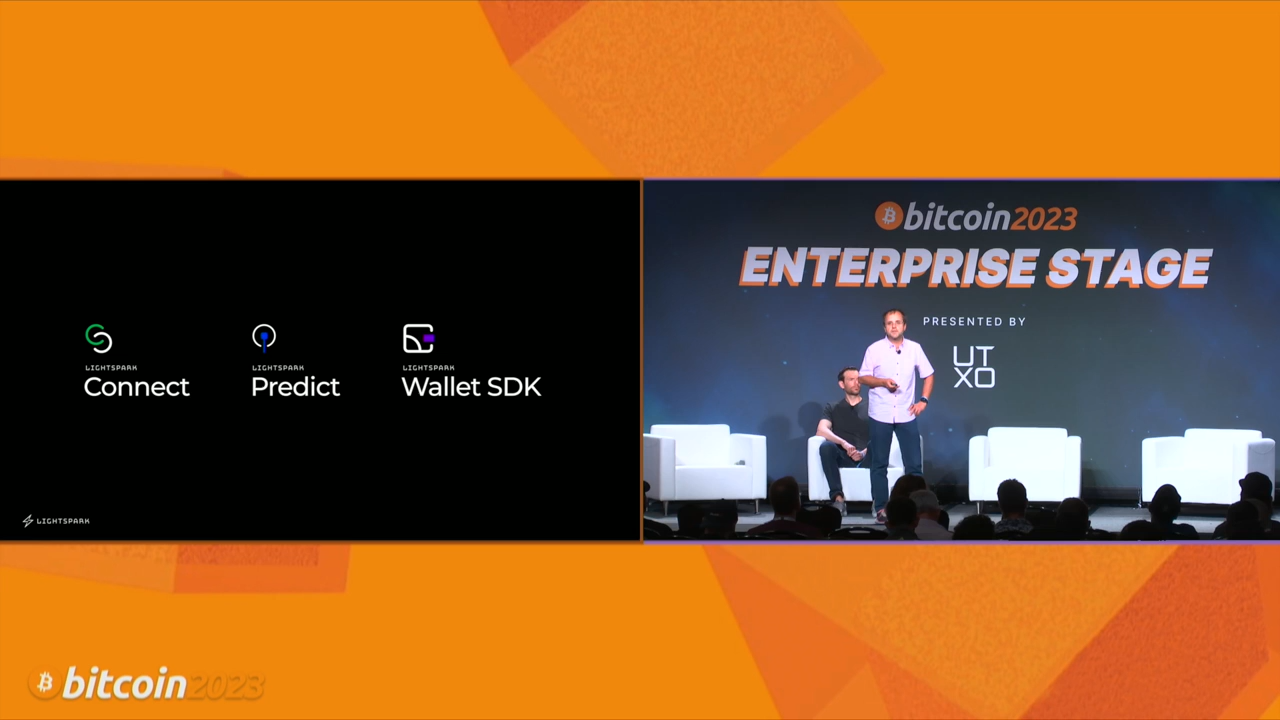 LIGHTSPARK
Connect
LIGHTSPARK
Predict
LIGHTSPARK
Wallet SDK
LIGHTSPARK
bitcoin2023
ENTERPRISE STAGE
PRESENTED BY
UT
XO
bitcoin2023